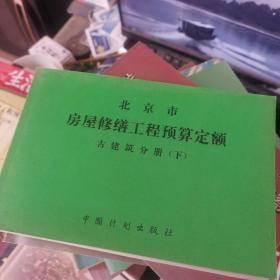 北京市
房屋修缮工程预算定额
古建筑分册(下)
中国计划出版社